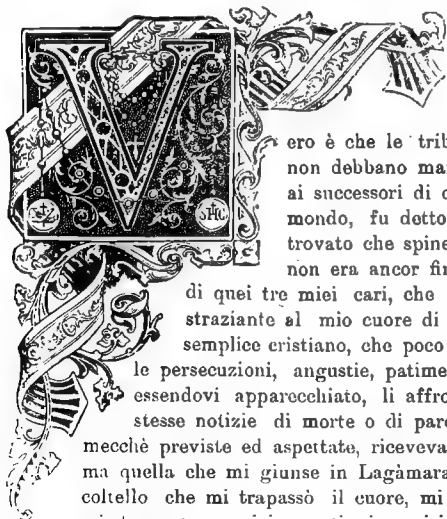 Vero è che le trib
non debbano ma
ai successori di
mondo, fu detto
trovato che spine
non era ancor fi
di quei tre miei cari, che
straziante al mio cuore di
semplice cristiano, che poco
le persecuzioni, angustie, patime
essendovi apparecchiato, li affro
stesse notizie di morte o di par
mecchè previste ed aspettate, riceveva
ma quella che mi giunse in Lagàmara
coltello che mi trapassò il cuore, mi